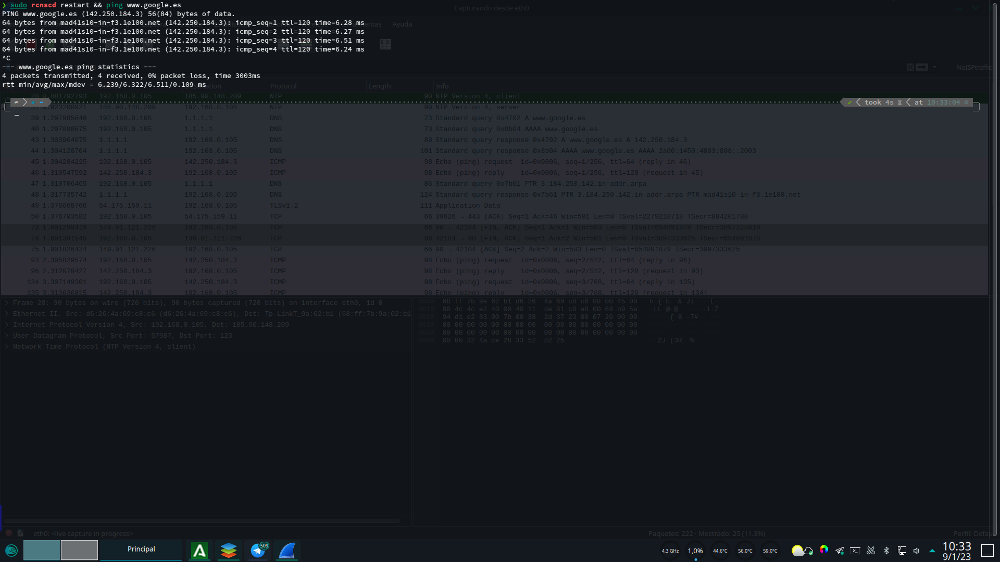 ❯ sudo rcnscd restart && ping www.google.es
PING www.google.es (142.250.184.3) 56(84) bytes of data.
64 bytes from mad41s10-in-f3.1e100.net (142.250.184.3): icmp_seq=1 ttl=120 time=6.28 ms
64 bytes from mad41s10-in-f3.1e100.net (142.250.184.3): icmp_seq=2 ttl=120 time=6.27 ms
64 bytes from mad41s10-in-f3.1e100.net (142.250.184.3): icmp_seq=3 ttl=120 time=6.51 ms
64 bytes from mad41s10-in-f3.1e100.net (142.250.184.3): icmp_seq=4 ttl=120 time=6.24 ms
^C
--- www.google.es ping statistics ---
4 packets transmitted, 4 received, 0% packet loss, time 3003ms
rtt min/avg/max/mdev = 6.239/6.322/6.511/0.109 ms
~ ✔ took 4s at 10:33:04
Capturando desde eth0
Ayuda
NoISPtraffic
Protocol Length Info
28 0.881792793 192.168.0.105 185.90.148.209 NTP 90 NTP Version 4, client
31 0.923200921 185.90.148.209 192.168.0.105 NTP 90 NTP Version 4, server
39 1.297085646 192.168.0.105 1.1.1.1 DNS 73 Standard query 0x4702 A www.google.es
40 1.297090675 192.168.0.105 1.1.1.1 DNS 73 Standard query 0x8b04 AAAA www.google.es
43 1.303964075 1.1.1.1 192.168.0.105 DNS 89 Standard query response 0x4702 A www.google.es A 142.250.184.3
44 1.304120704 1.1.1.1 192.168.0.105 DNS 101 Standard query response 0x8b04 AAAA www.google.es AAAA 2a00:1450:4003:808::2003
45 1.304284225 192.168.0.105 142.250.184.3 ICMP 98 Echo (ping) request id=0x0006, seq=1/256, ttl=64 (reply in 46)
46 1.310547592 142.250.184.3 192.168.0.105 ICMP 98 Echo (ping) reply id=0x0006, seq=1/256, ttl=120 (request in 45)
47 1.310706465 192.168.0.105 1.1.1.1 DNS 86 Standard query 0x7b61 PTR 3.184.250.142.in-addr.arpa
48 1.317735742 1.1.1.1 192.168.0.105 DNS 124 Standard query response 0x7b61 PTR 3.184.250.142.in-addr.arpa PTR mad41s10-in-f3.1e100.net
49 1.376668766 54.175.159.11 192.168.0.105 TLSv1.2 111 Application Data
50 1.376703582 192.168.0.105 54.175.159.11 TCP 66 39626 → 443 [ACK] Seq=1 Ack=46 Win=501 Len=0 TSval=2279218718 TSecr=884201788
73 1.901299419 149.91.121.226 192.168.0.105 TCP 66 90 → 42104 [FIN, ACK] Seq=1 Ack=1 Win=503 Len=0 TSval=654091878 TSecr=3097328619
74 1.901391545 192.168.0.105 149.91.121.226 TCP 66 42104 → 90 [FIN, ACK] Seq=1 Ack=2 Win=501 Len=0 TSval=3097333625 TSecr=654091878
75 1.901826424 149.91.121.226 192.168.0.105 TCP 66 90 → 42104 [ACK] Seq=2 Ack=2 Win=503 Len=0 TSval=654091879 TSecr=3097333625
93 2.305829574 192.168.0.105 142.250.184.3 ICMP 98 Echo (ping) request id=0x0006, seq=2/512, ttl=64 (reply in 96)
96 2.312070427 142.250.184.3 192.168.0.105 ICMP 98 Echo (ping) reply id=0x0006, seq=2/512, ttl=120 (request in 93)
134 3.307149301 192.168.0.105 142.250.184.3 ICMP 98 Echo (ping) request id=0x0006, seq=3/768, ttl=64 (reply in 135)
135 3.313636815 142.250.184.3 192.168.0.105 ICMP 98 Echo (ping) reply id=0x0006, seq=3/768, ttl=120 (request in 134)
Frame 28: 90 bytes on wire (720 bits), 90 bytes captured (720 bits) on interface eth0, id 0
Ethernet II, Src: d6:26:4a:69:c8:c6 (d6:26:4a:69:c8:c6), Dst: Tp-LinkT_9a:62:b1 (68:ff:7b:9a:62:b1
Internet Protocol Version 4, Src: 192.168.0.105, Dst: 185.90.148.209
User Datagram Protocol, Src Port: 57987, Dst Port: 123
Network Time Protocol (NTP Version 4, client)
0000 68 ff 7b 9a 62 b1 d6 26 4a 69 c8 c6 08 00 45 00 h·{·b··& Ji····E·
0010 00 4c 4c e2 40 00 40 11 de 81 c0 a8 00 69 b9 5a ·LL·@·@· ·····i·Z
0020 94 d1 e2 83 00 7b 00 38 2d 37 23 00 07 20 00 00 ·····{·8 -7#·· ··
0030 00 00 00 00 00 00 00 00 00 00 00 00 00 00 00 00
0040 00 00 00 00 00 00 00 00 00 00 00 00 00 00 00 00 ········ ········
0050 00 00 32 4a ce 28 33 52 82 25 ··2J·(3R ·%
eth0: <live capture in progress>
Paquetes: 222 · Mostrado: 25 (11.3%)
Perfil: Defau
Principal
509
4,3 GHz
1,0%
44,6°C
56,0°C
59,0°C
10:33
9/1/23